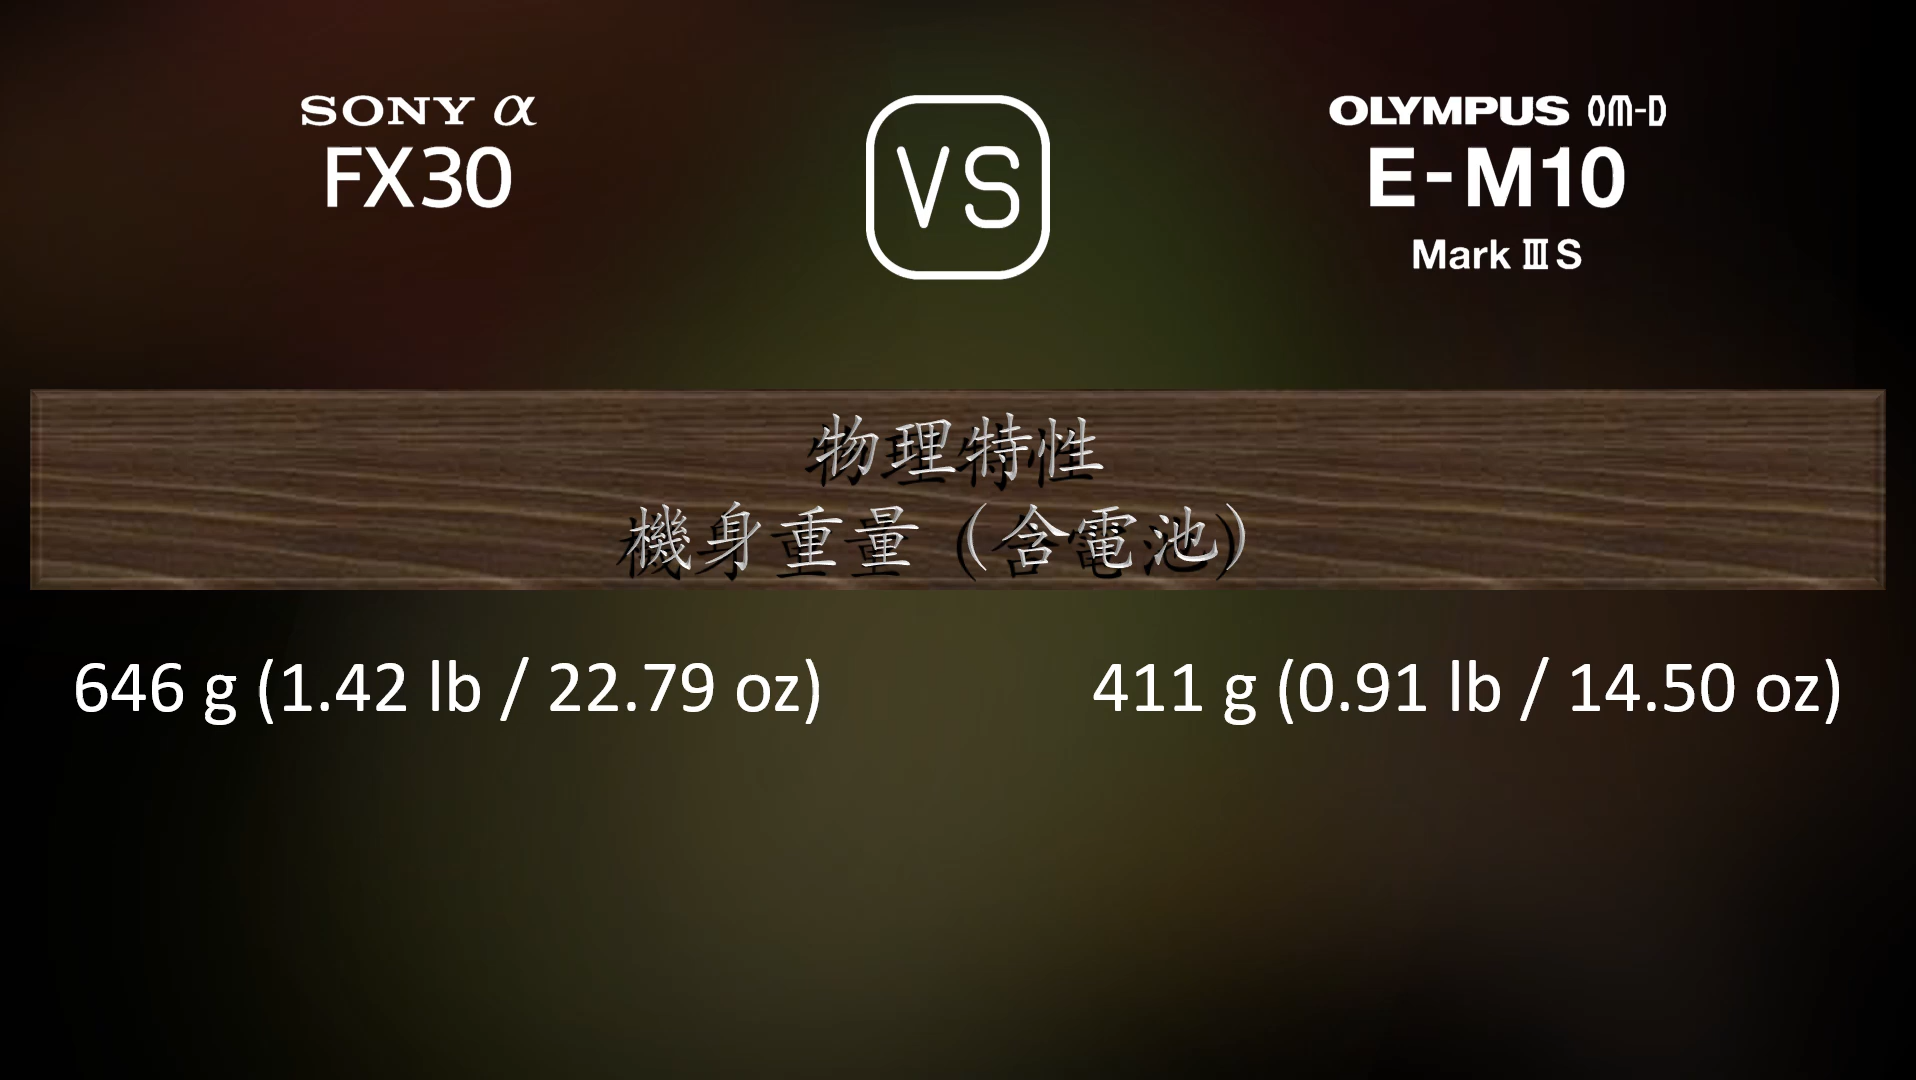 SONY α
FX30
VS
OLYMPUS OM-D
E-M10
Mark III S
物理特性
機身重量（含電池）
646 g (1.42 lb / 22.79 oz)
411 g (0.91 lb / 14.50 oz)